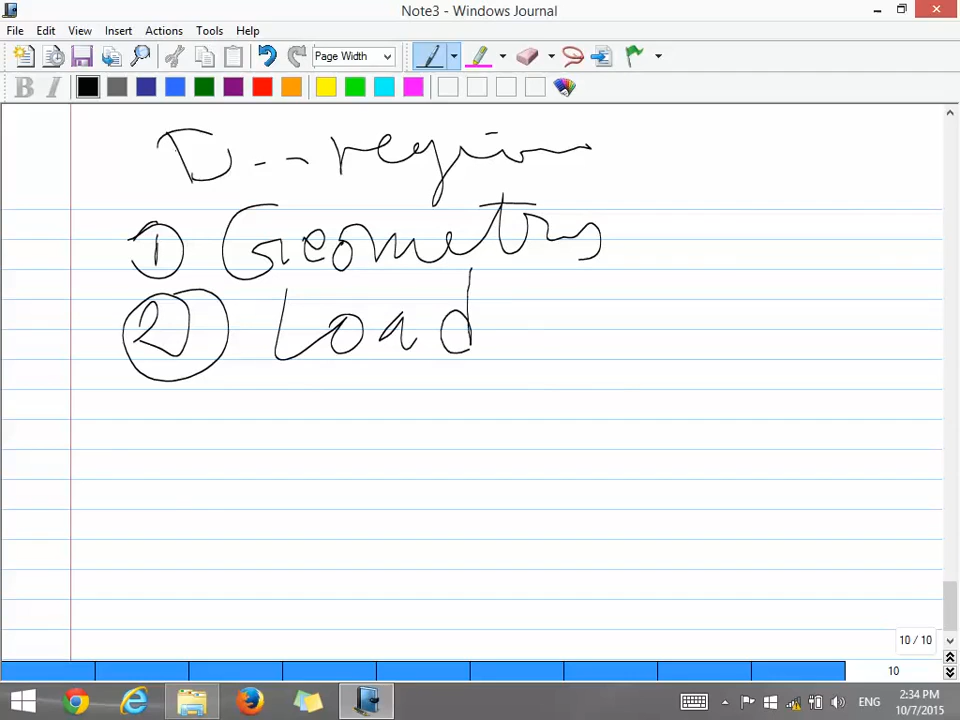 Note3 - Windows Journal
File Edit View Insert Actions Tools Help
Page Width
B I
D - - region
① Geometry
② Load
10 / 10
10
ENG
2:34 PM
10/7/2015